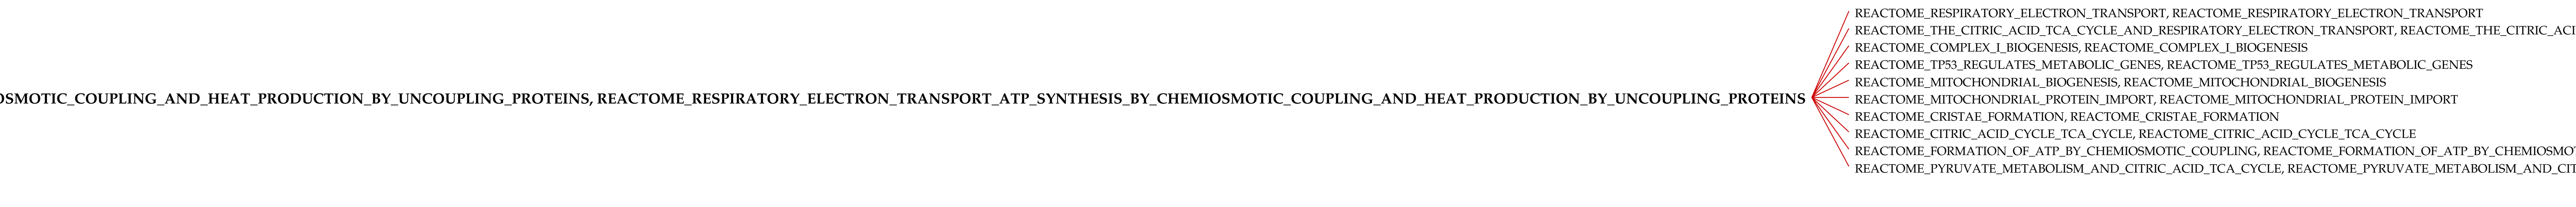 REACTOME_RESPIRATORY_ELECTRON_TRANSPORT, REACTOME_RESPIRATORY_ELECTRON_TRANSPORT
REACTOME_THE_CITRIC_ACID_TCA_CYCLE_AND_RESPIRATORY_ELECTRON_TRANSPORT, REACTOME_THE_CITRIC_ACI
REACTOME_COMPLEX_I_BIOGENESIS, REACTOME_COMPLEX_I_BIOGENESIS
REACTOME_TP53_REGULATES_METABOLIC_GENES, REACTOME_TP53_REGULATES_METABOLIC_GENES
REACTOME_MITOCHONDRIAL_BIOGENESIS, REACTOME_MITOCHONDRIAL_BIOGENESIS
OSMOTIC_COUPLING_AND_HEAT_PRODUCTION_BY_UNCOUPLING_PROTEINS, REACTOME_RESPIRATORY_ELECTRON_TRANSPORT_ATP_SYNTHESIS_BY_CHEMIOSMOTIC_COUPLING_AND_HEAT_PRODUCTION_BY_UNCOUPLING_PROTEINS
REACTOME_MITOCHONDRIAL_PROTEIN_IMPORT, REACTOME_MITOCHONDRIAL_PROTEIN_IMPORT
REACTOME_CRISTAE_FORMATION, REACTOME_CRISTAE_FORMATION
REACTOME_CITRIC_ACID_CYCLE_TCA_CYCLE, REACTOME_CITRIC_ACID_CYCLE_TCA_CYCLE
REACTOME_FORMATION_OF_ATP_BY_CHEMIOSMOTIC_COUPLING, REACTOME_FORMATION_OF_ATP_BY_CHEMIOSMO
REACTOME_PYRUVATE_METABOLISM_AND_CITRIC_ACID_TCA_CYCLE, REACTOME_PYRUVATE_METABOLISM_AND_CIT